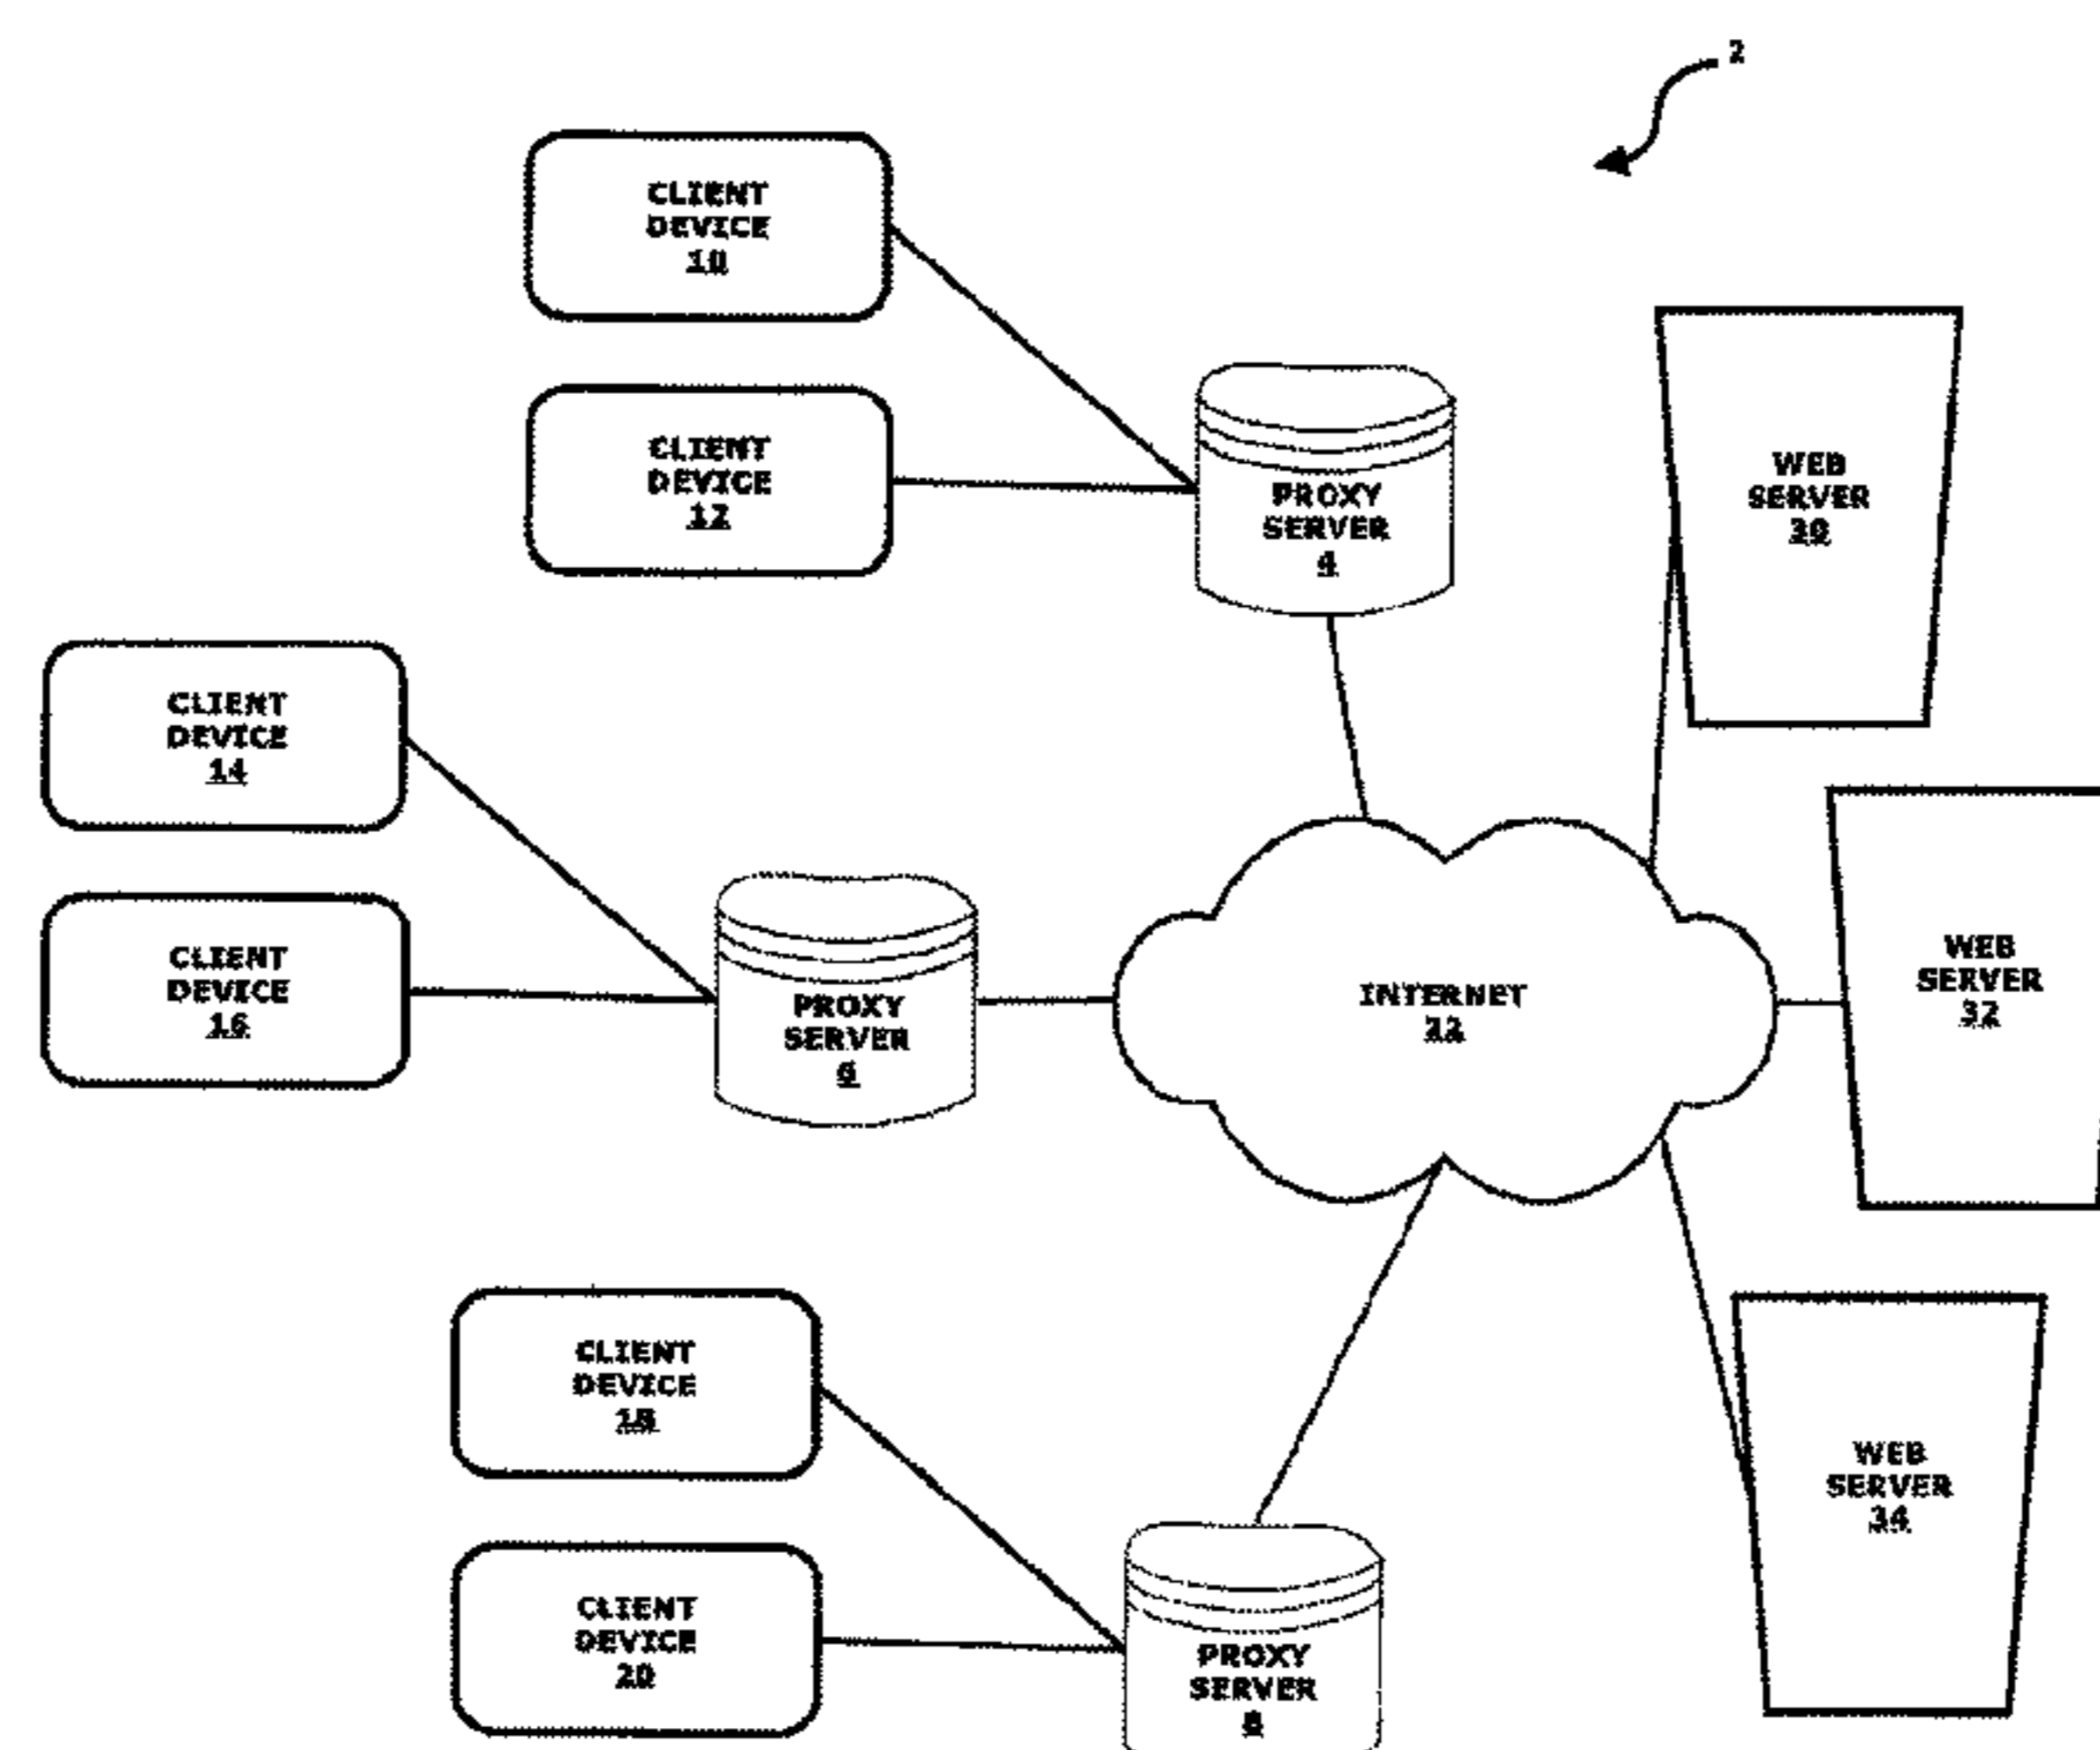 2
CLIENT
DEVICE
10
CLIENT
DEVICE
12
PROXY
SERVER
4
WEB
SERVER
30
CLIENT
DEVICE
14
CLIENT
DEVICE
16
PROXY
SERVER
6
INTERNET
22
WEB
SERVER
32
CLIENT
DEVICE
18
CLIENT
DEVICE
20
PROXY
SERVER
8
WEB
SERVER
34